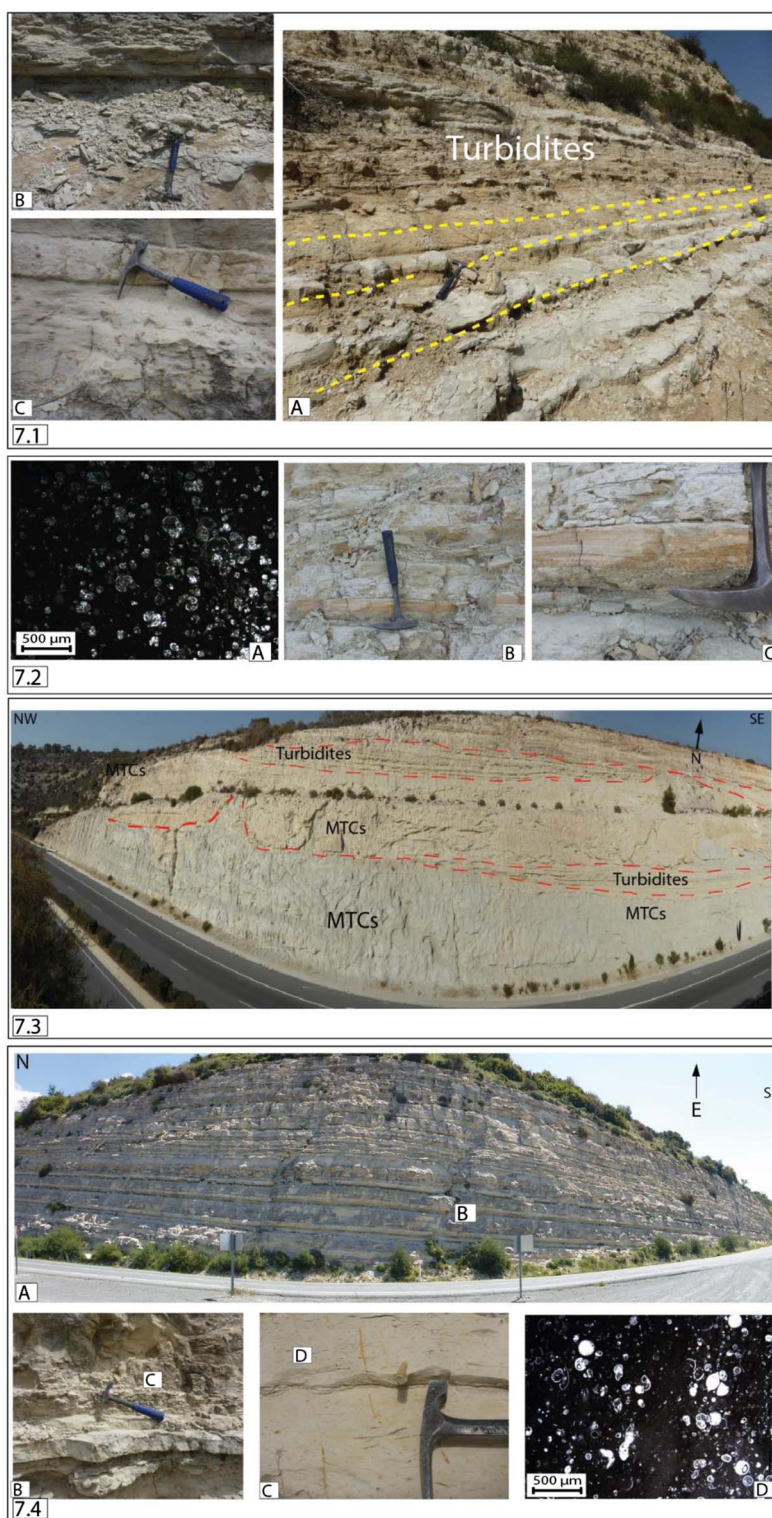 B
Turbidites
C
A
7.1
500 µm
A
B
C
7.2
NW
SE
N
Turbidites
MTCs
MTCs
Turbidites
MTCs
MTCs
7.3
N
E
S
B
A
C
B
D
C
500 µm
D
7.4